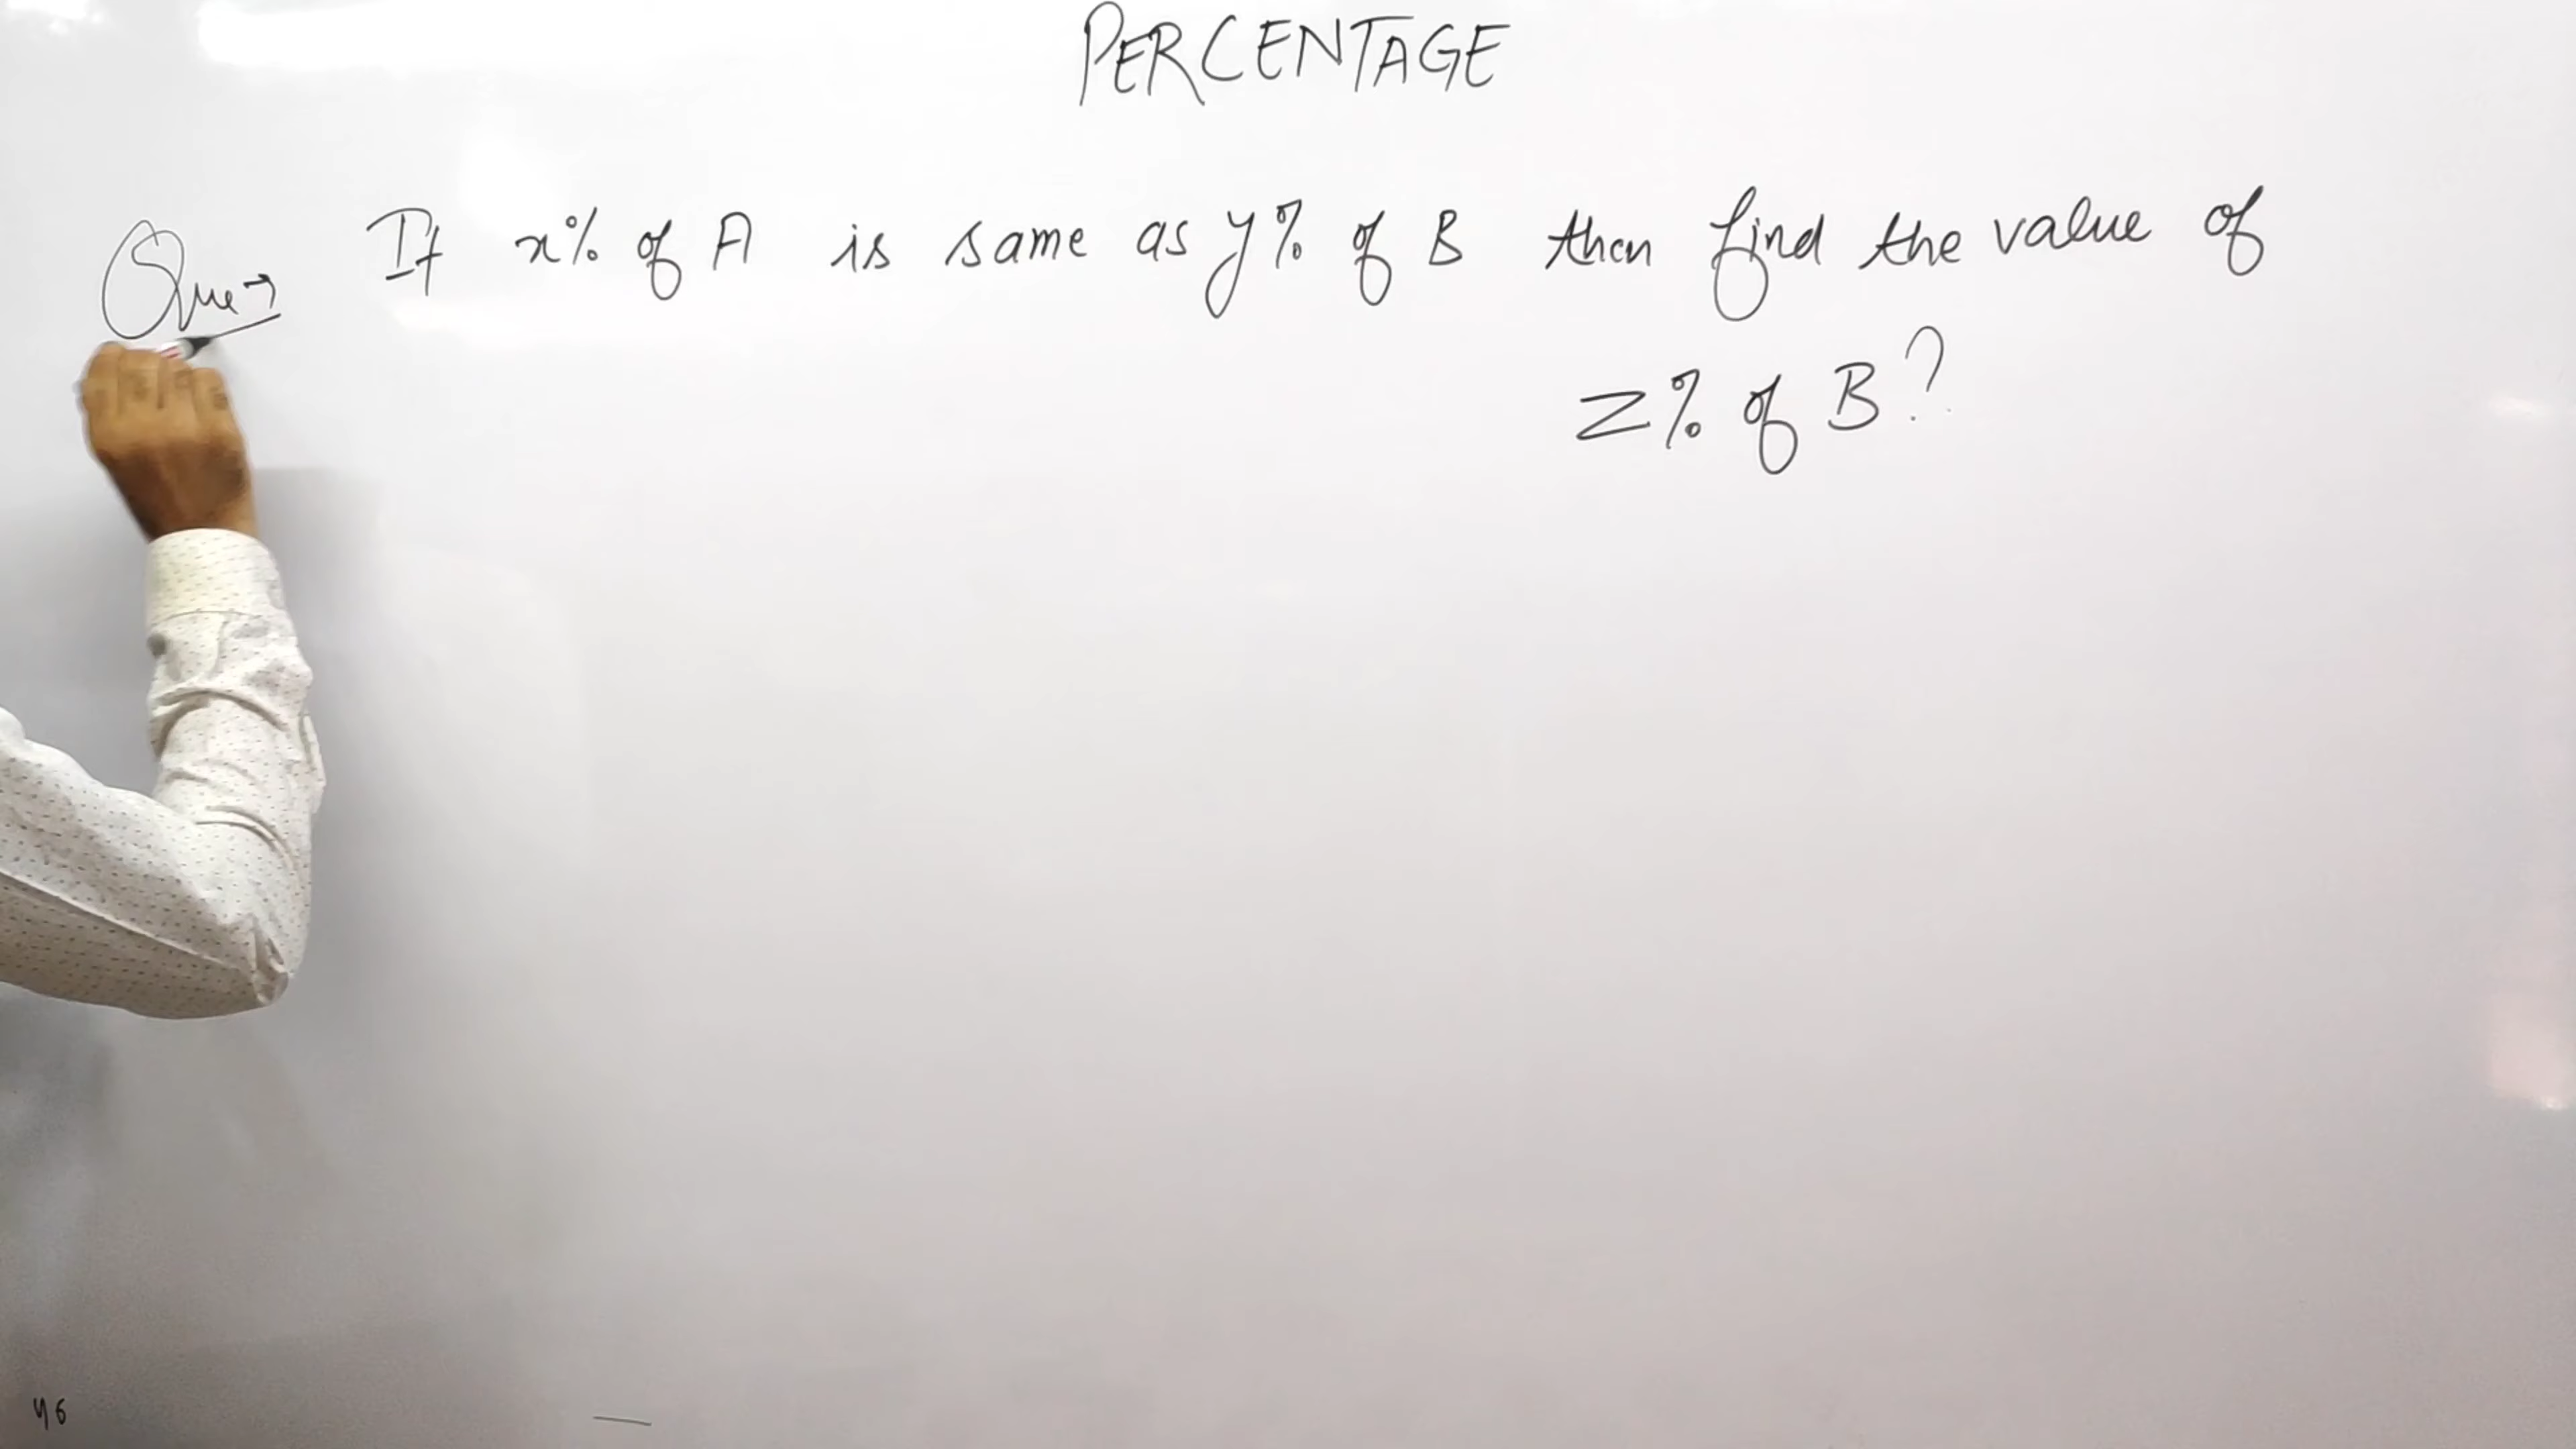 PERCENTAGE
Que→ If x% of A is same as y% of B then find the value of
z% of B?
46